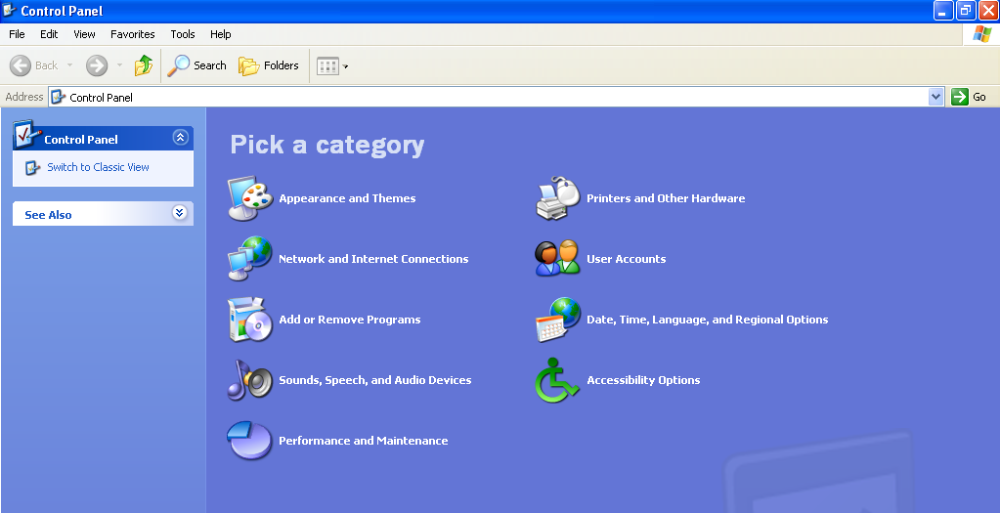 Control Panel
File Edit View Favorites Tools Help
Back Search Folders
Address Control Panel Go
Control Panel
Switch to Classic View
See Also
Pick a category
Appearance and Themes
Printers and Other Hardware
Network and Internet Connections
User Accounts
Add or Remove Programs
Date, Time, Language, and Regional Options
Sounds, Speech, and Audio Devices
Accessibility Options
Performance and Maintenance